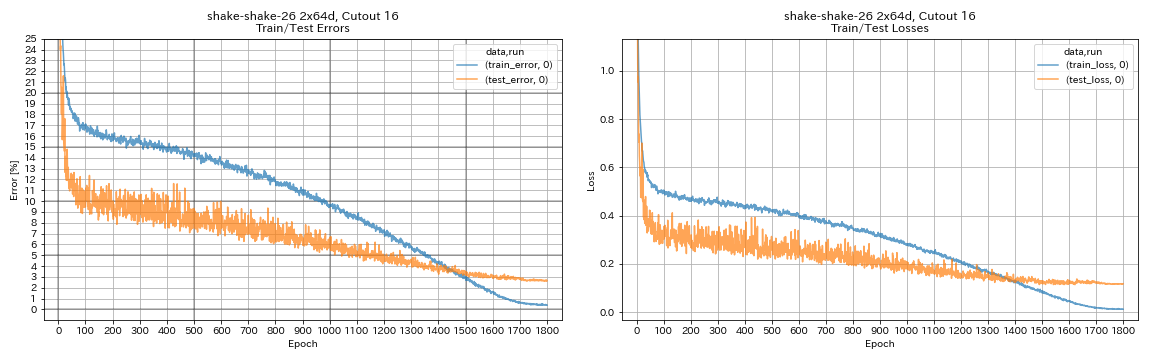 shake-shake-26 2x64d, Cutout 16
Train/Test Errors
25
24
23
22
21
20
19
18
17
16
15
14
13
12
11
10
9
8
7
6
5
4
3
2
1
0
Error [%]
data,run
(train_error, 0)
(test_error, 0)
0 100 200 300 400 500 600 700 800 900 1000 1100 1200 1300 1400 1500 1600 1700 1800
Epoch
shake-shake-26 2x64d, Cutout 16
Train/Test Losses
1.0
0.8
0.6
0.4
0.2
0.0
Loss
data,run
(train_loss, 0)
(test_loss, 0)
0 100 200 300 400 500 600 700 800 900 1000 1100 1200 1300 1400 1500 1600 1700 1800
Epoch